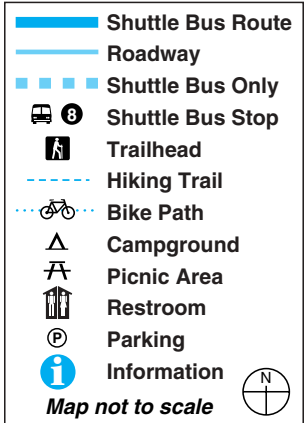 Shuttle Bus Route
Roadway
Shuttle Bus Only
8 Shuttle Bus Stop
Trailhead
Hiking Trail
Bike Path
Campground
Picnic Area
Restroom
P Parking
i Information
N
Map not to scale